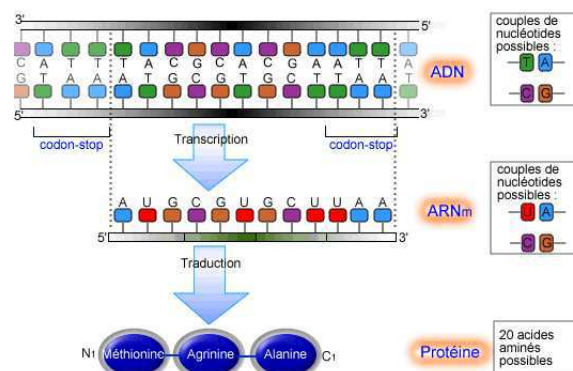 3' 5'
C A T T T A C G C A C G A A T T A
G T A A A T G C G T G C T T A A T
5' 3'
codon-stop
Transcription
codon-stop
ADN
couples de
nucléotides
possibles :
T A
C G
A U G C G U G C U U A A
5' 3'
Traduction
ARNm
couples de
nucléotides
possibles :
U A
C G
N1 Méthionine Agrinine Alanine C1
Protéine
20 acides
aminés
possibles